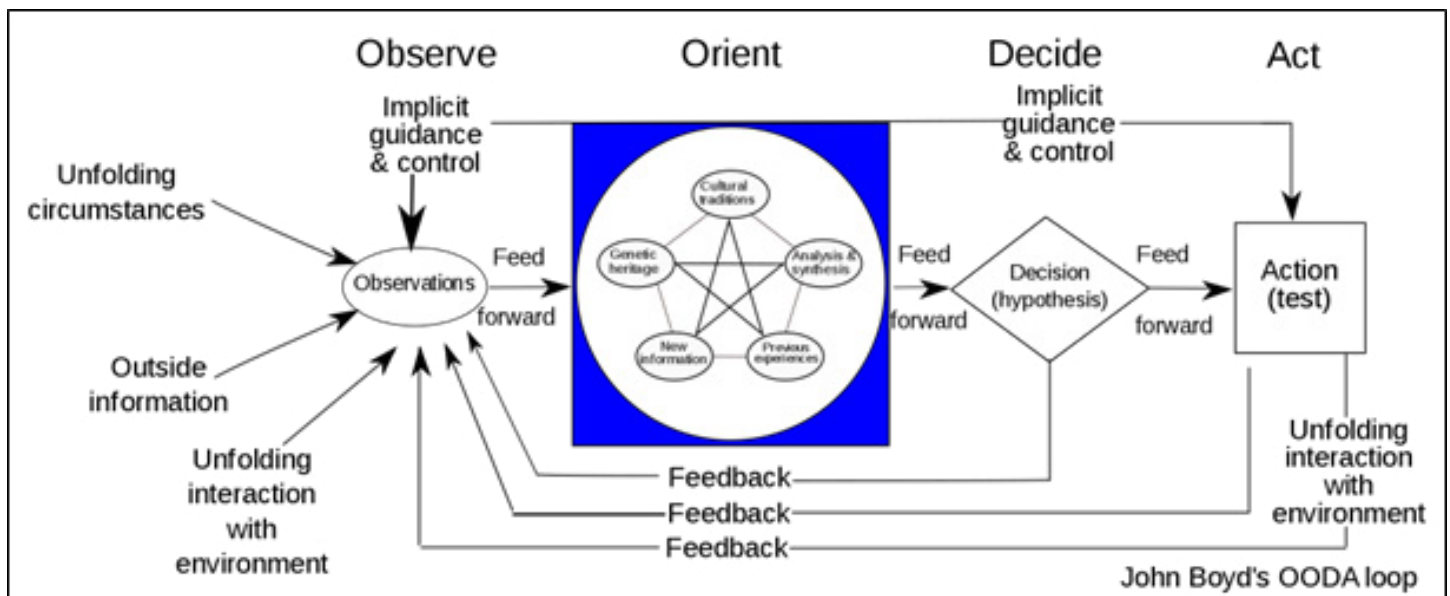 Observe
Orient
Decide
Act
Implicit
guidance
& control
Implicit
guidance
& control
Unfolding
circumstances
Observations
Feed
forward
Cultural
traditions
Genetic
heritage
Analysis &
synthesis
New
information
Previous
experiences
Feed
forward
Decision
(hypothesis)
Feed
forward
Action
(test)
Outside
information
Unfolding
interaction
with
environment
Feedback
Feedback
Feedback
Unfolding
interaction
with
environment
John Boyd's OODA loop